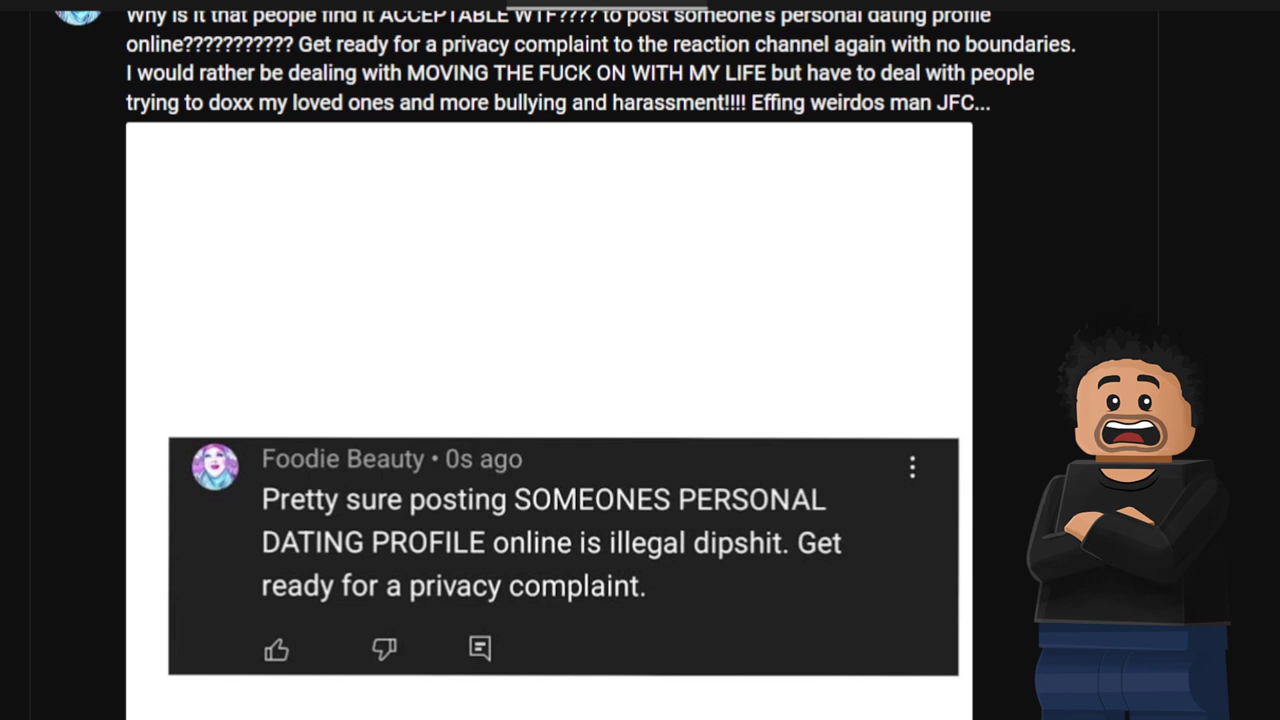 Why is it that people find it ACCEPTABLE WTF???? to post someone's personal dating profile
online??????????? Get ready for a privacy complaint to the reaction channel again with no boundaries.
I would rather be dealing with MOVING THE FUCK ON WITH MY LIFE but have to deal with people
trying to doxx my loved ones and more bullying and harassment!!!! Effing weirdos man JFC...
Foodie Beauty • 0s ago
Pretty sure posting SOMEONES PERSONAL
DATING PROFILE online is illegal dipshit. Get
ready for a privacy complaint.